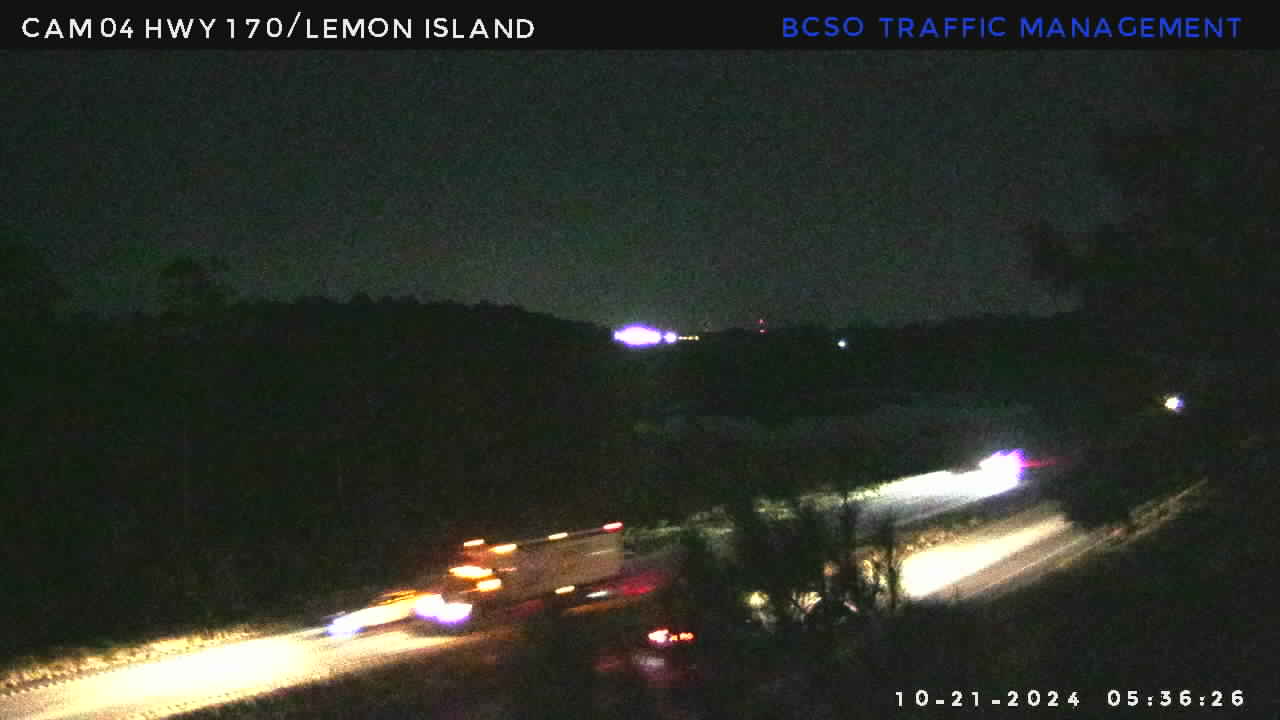 CAM04 HWY 170/LEMON ISLAND
BCSO TRAFFIC MANAGEMENT
10-21-2024 05:36:26